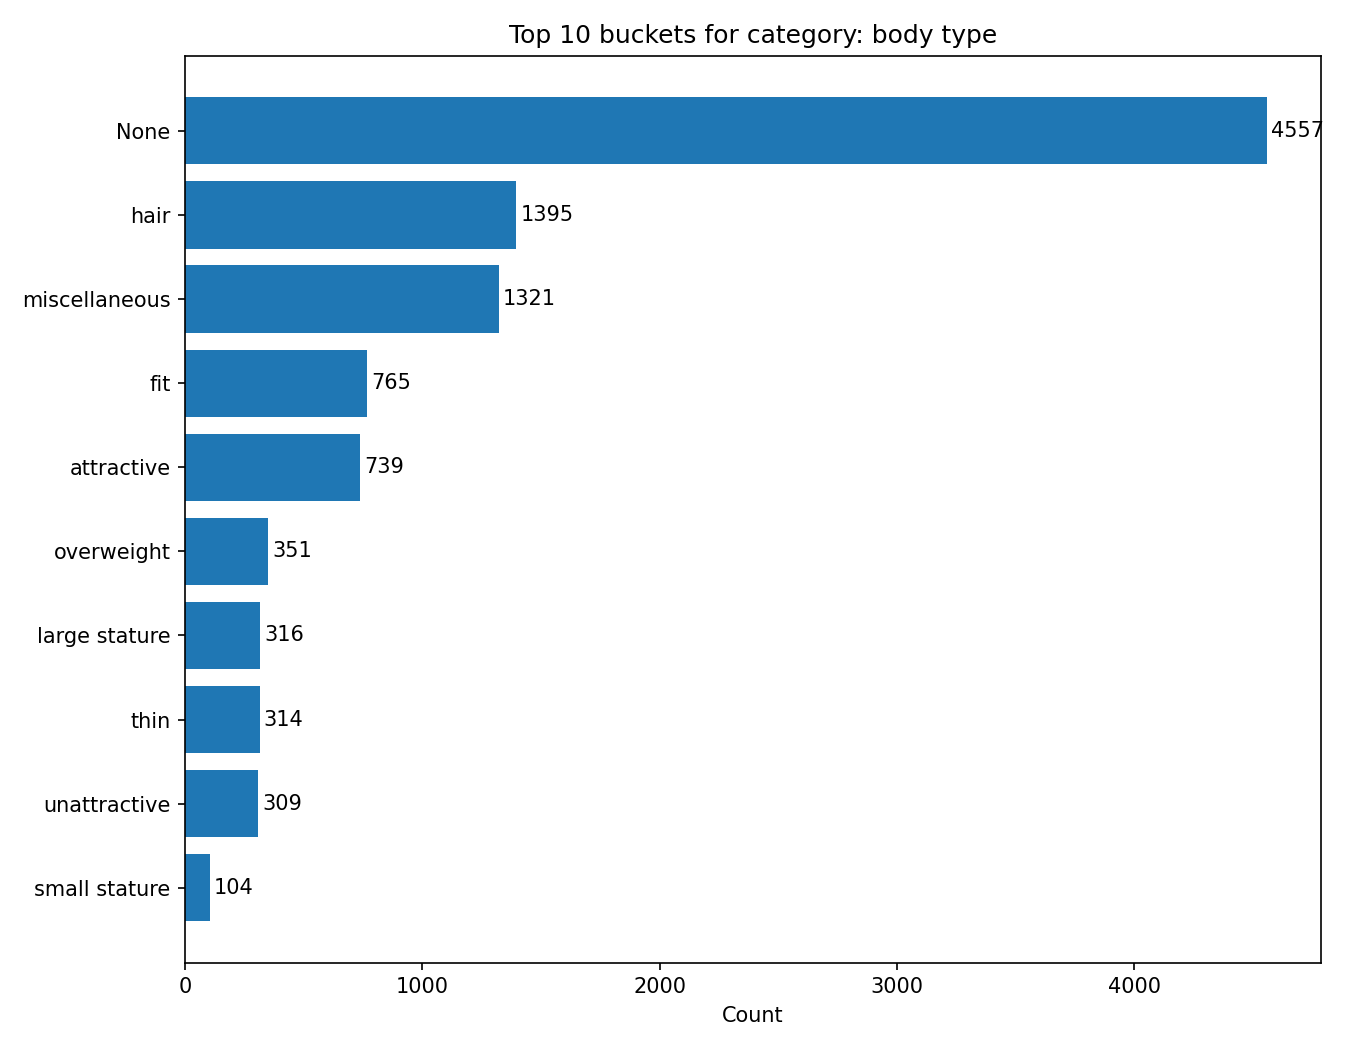 Top 10 buckets for category: body type
None 4557
hair 1395
miscellaneous 1321
fit 765
attractive 739
overweight 351
large stature 316
thin 314
unattractive 309
small stature 104
0 1000 2000 3000 4000
Count